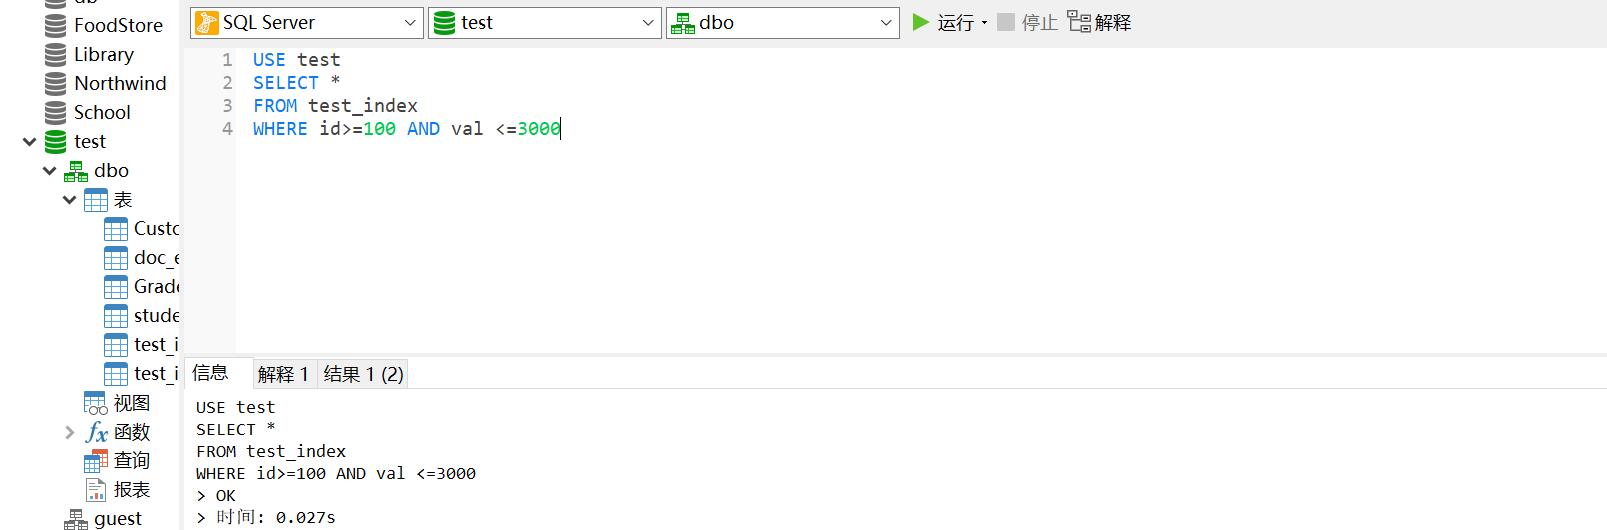 FoodStore
Library
Northwind
School
test
dbo
表
Custo
doc_e
Grade
stude
test_i
test_i
视图
fx 函数
查询
报表
guest
SQL Server
test
dbo
运行
停止
解释
1 USE test
2 SELECT *
3 FROM test_index
4 WHERE id>=100 AND val <=3000
信息
解释 1
结果 1 (2)
USE test
SELECT *
FROM test_index
WHERE id>=100 AND val <=3000
> OK
> 时间: 0.027s